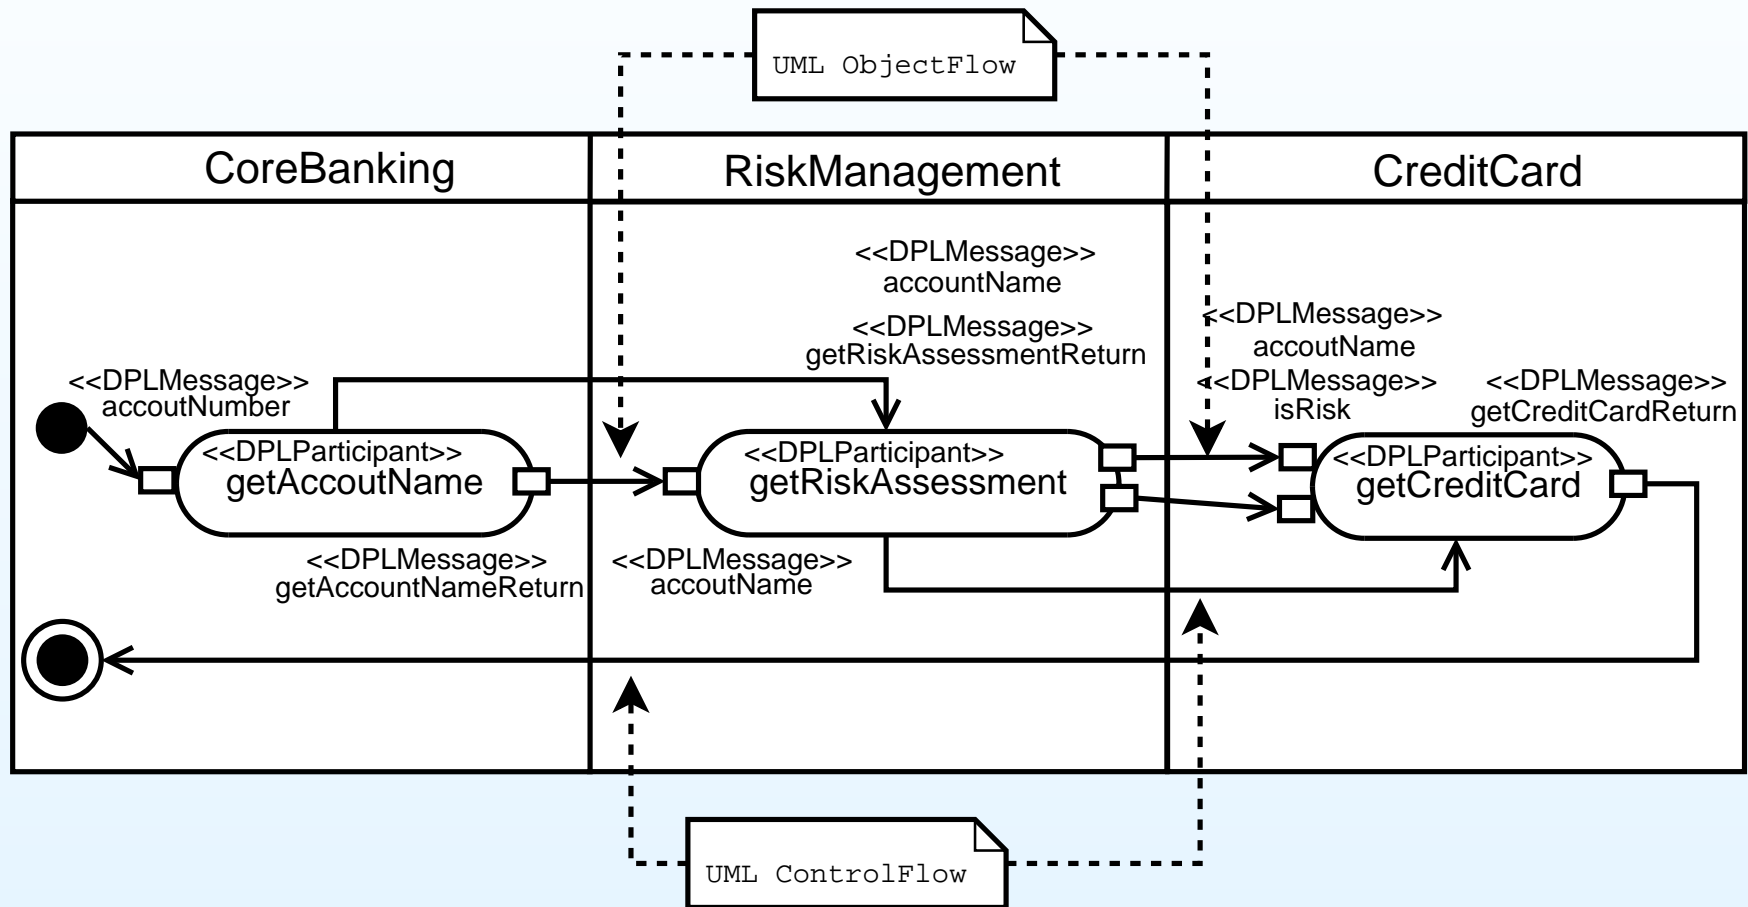 UML ObjectFlow
CoreBanking
RiskManagement
CreditCard
<<DPLMessage>>
accountName
<<DPLMessage>>
getRiskAssessmentReturn
<<DPLMessage>>
accoutName
<<DPLMessage>>
isRisk
<<DPLMessage>>
getCreditCardReturn
<<DPLMessage>>
accoutNumber
<<DPLParticipant>>
getAccoutName
<<DPLParticipant>>
getRiskAssessment
<<DPLParticipant>>
getCreditCard
<<DPLMessage>>
getAccountNameReturn
<<DPLMessage>>
accoutName
UML ControlFlow